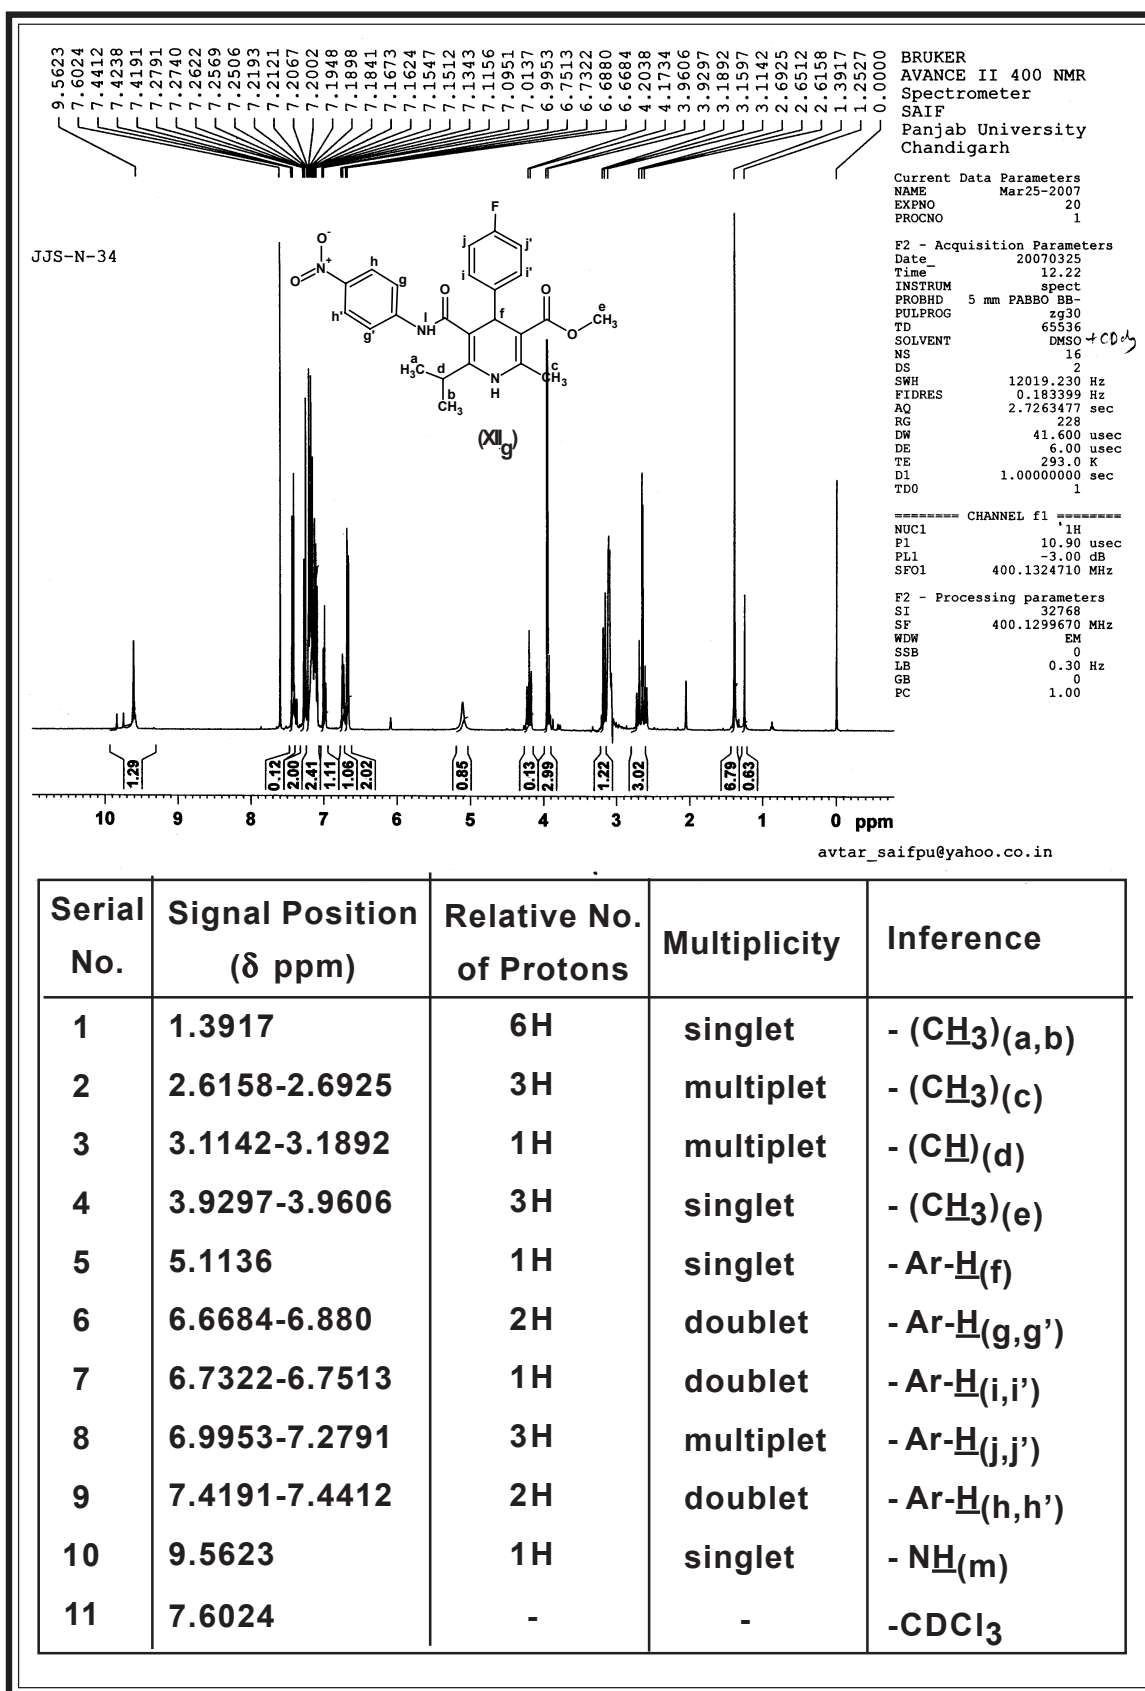 9.5623
7.6024
7.4412
7.4238
7.4191
7.2791
7.2740
7.2622
7.2569
7.2506
7.2193
7.2121
7.2067
7.2002
7.1948
7.1898
7.1841
7.1673
7.1624
7.1547
7.1512
7.1343
7.1156
7.0951
7.0137
6.9953
6.7513
6.7322
6.6880
6.6684
4.2038
4.1734
3.9606
3.9297
3.1892
3.1597
3.1142
2.6925
2.6512
2.6158
1.3917
1.2527
0.0000
BRUKER
AVANCE II 400 NMR
Spectrometer
SAIF
Panjab University
Chandigarh
Current Data Parameters
NAME Mar25-2007
EXPNO 20
PROCNO 1
F2 - Acquisition Parameters
Date_ 20070325
Time 12.22
INSTRUM spect
PROBHD 5 mm PABBO BB-
PULPROG zg30
TD 65536
SOLVENT DMSO
NS 16
DS 2
SWH 12019.230 Hz
FIDRES 0.183399 Hz
AQ 2.7263477 sec
RG 228
DW 41.600 usec
DE 6.00 usec
TE 293.0 K
D1 1.00000000 sec
TD0 1
======== CHANNEL f1 ========
NUC1 1H
P1 10.90 usec
PL1 -3.00 dB
SFO1 400.1324710 MHz
F2 - Processing parameters
SI 32768
SF 400.1299670 MHz
WDW EM
SSB 0
LB 0.30 Hz
GB 0
PC 1.00
JJS-N-34
F
j j'
i i'
O-
N+
O
h
g
h'
g'
l
NH
O
f
O
O
e
CH3
a
H3C
d
b
CH3
N
H
c
CH3
(XIIg)
1.29
0.12
2.00
2.41
1.11
1.06
2.02
0.85
0.13
2.99
1.22
3.02
6.79
0.63
10 9 8 7 6 5 4 3 2 1 0 ppm
avtar_saifpu@yahoo.co.in
Serial No. Signal Position (δ ppm) Relative No. of Protons Multiplicity Inference
1 1.3917 6H singlet - (CH3)(a,b)
2 2.6158-2.6925 3H multiplet - (CH3)(c)
3 3.1142-3.1892 1H multiplet - (CH)(d)
4 3.9297-3.9606 3H singlet - (CH3)(e)
5 5.1136 1H singlet - Ar-H(f)
6 6.6684-6.880 2H doublet - Ar-H(g,g')
7 6.7322-6.7513 1H doublet - Ar-H(i,i')
8 6.9953-7.2791 3H multiplet - Ar-H(j,j')
9 7.4191-7.4412 2H doublet - Ar-H(h,h')
10 9.5623 1H singlet - NH(m)
11 7.6024 - - -CDCl3